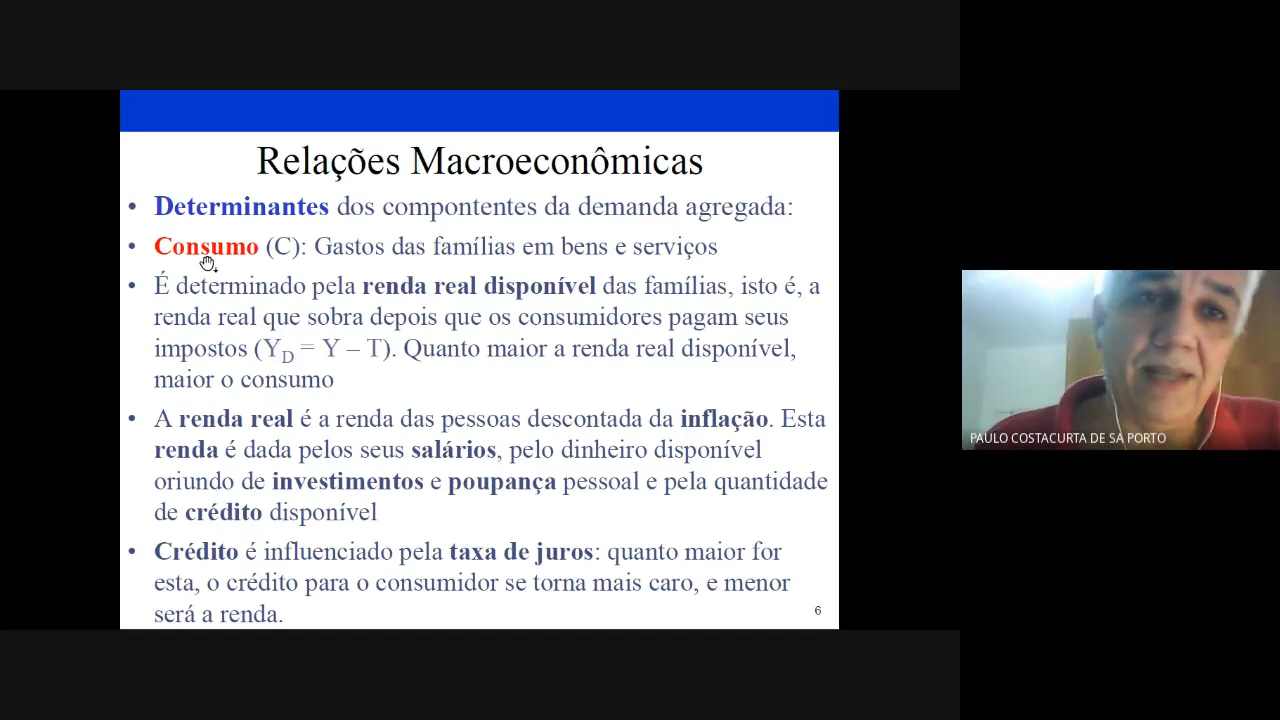 Relações Macroeconômicas
• Determinantes dos compontentes da demanda agregada:
• Consumo (C): Gastos das famílias em bens e serviços
• É determinado pela renda real disponível das famílias, isto é, a
renda real que sobra depois que os consumidores pagam seus
impostos (YD = Y – T). Quanto maior a renda real disponível,
maior o consumo
• A renda real é a renda das pessoas descontada da inflação. Esta
renda é dada pelos seus salários, pelo dinheiro disponível
oriundo de investimentos e poupança pessoal e pela quantidade
de crédito disponível
• Crédito é influenciado pela taxa de juros: quanto maior for
esta, o crédito para o consumidor se torna mais caro, e menor
será a renda.
6
PAULO COSTACURTA DE SA PORTO